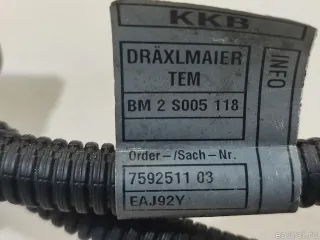 KKB
DRÄXLMAIER
TEM
INFO
BM 2 S005 118
Order-/Sach-Nr.
7592511 03
EAJ92Y